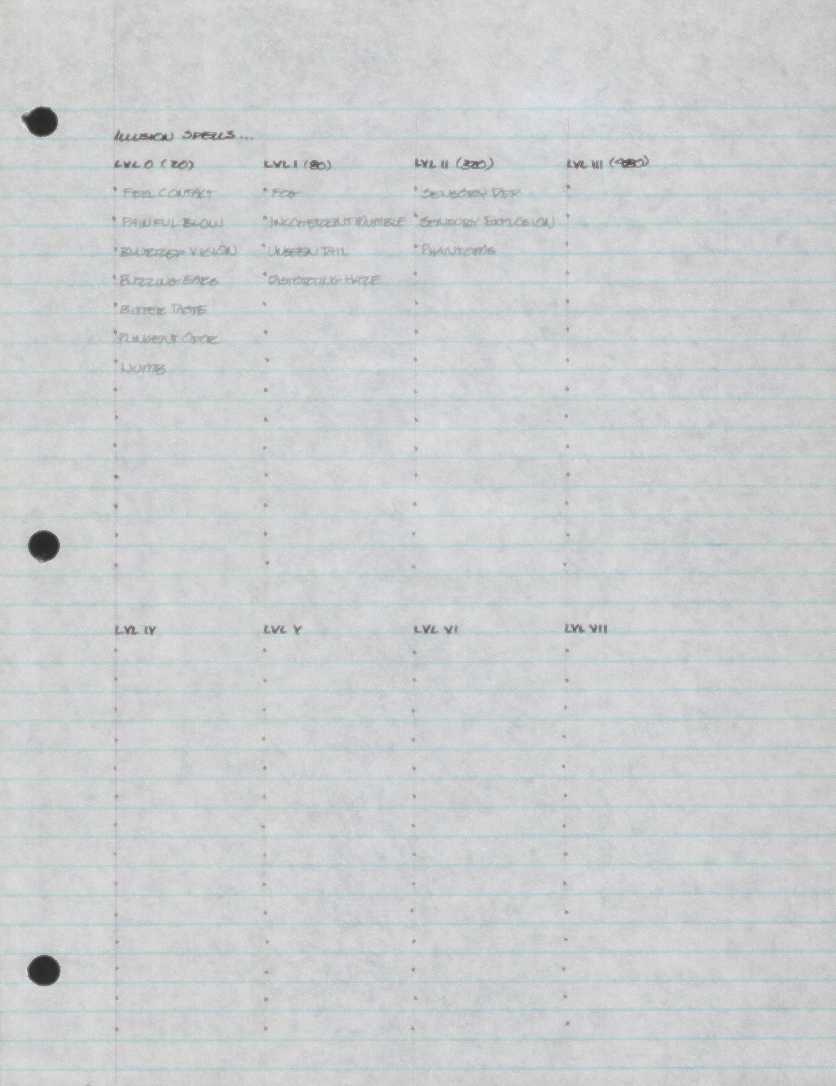 ILLUSION SPELLS...
LVL 0 (20) LVL I (80) LVL II (320) LVL III (980)
• FEEL CONTACT • FOG • SENSORY DEP. •
• PAINFUL BLOW • INCOHERENT MUMBLE • SENSORY EXPLOSION •
• BLURRED VISION • UNSEEN TAIL • PHANTOMS •
• BUZZING EARS • DISTORTING HAZE • •
• BITTER TASTE • • •
• PUNGENT ODOR • • •
• NUMB • • •
LVL IV LVL V LVL VI LVL VII